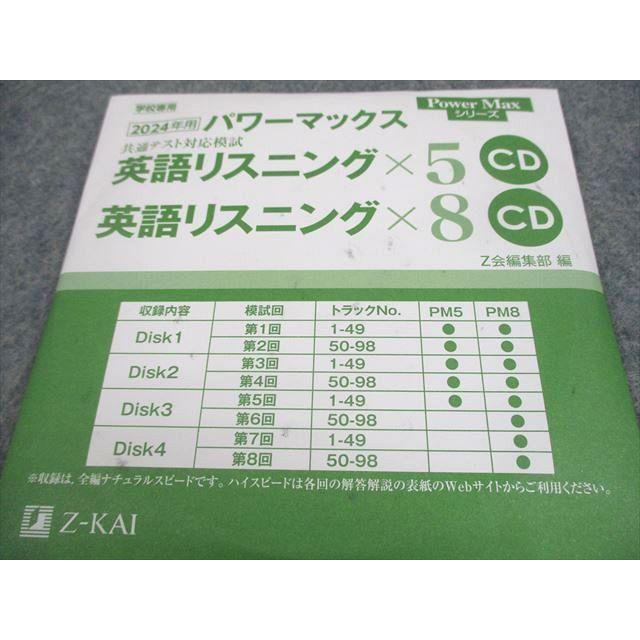 学校専用
Power Max
シリーズ
2024年用 パワーマックス
共通テスト対応模試
英語リスニング×5 CD
英語リスニング×8 CD
Z会編集部 編
収録内容 模試回 トラックNo. PM5 PM8
Disk1 第1回 1-49 ● ●
第2回 50-98 ● ●
Disk2 第3回 1-49 ● ●
第4回 50-98 ● ●
Disk3 第5回 1-49 ● ●
第6回 50-98 ●
Disk4 第7回 1-49 ●
第8回 50-98 ●
※収録は、全編ナチュラルスピードです。ハイスピードは各回の解答解説の表紙のWebサイトからご利用ください。
Z-KAI